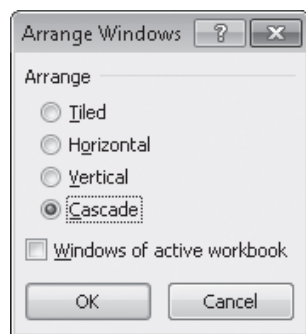 Arrange Windows ?
Arrange
Tiled
Horizontal
Vertical
Cascade
Windows of active workbook
OK Cancel